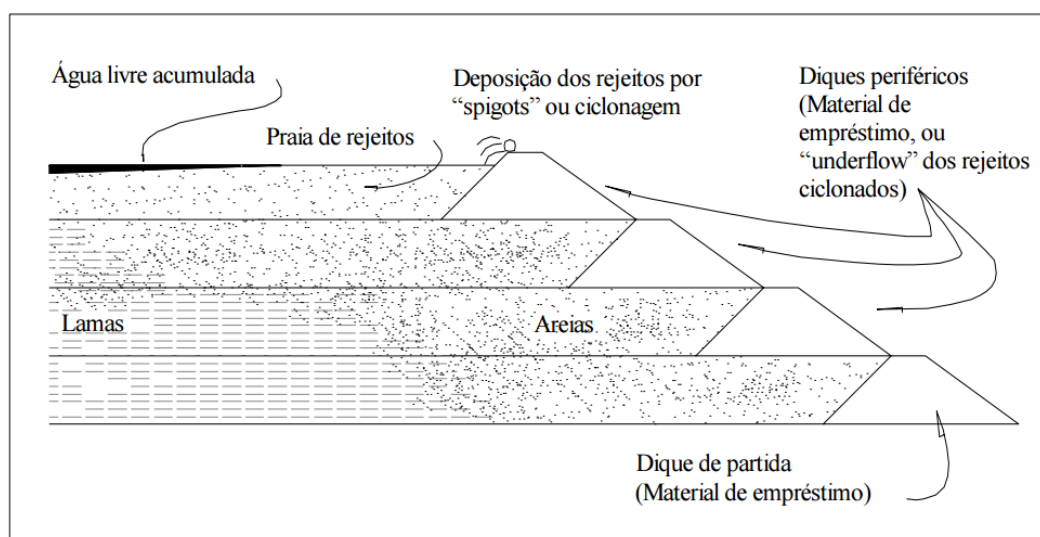 Água livre acumulada
Praia de rejeitos
Deposição dos rejeitos por
“spigots” ou ciclonagem
Diques periféricos
(Material de
empréstimo, ou
“underflow” dos rejeitos
ciclonados)
Lamas
Areias
Dique de partida
(Material de empréstimo)